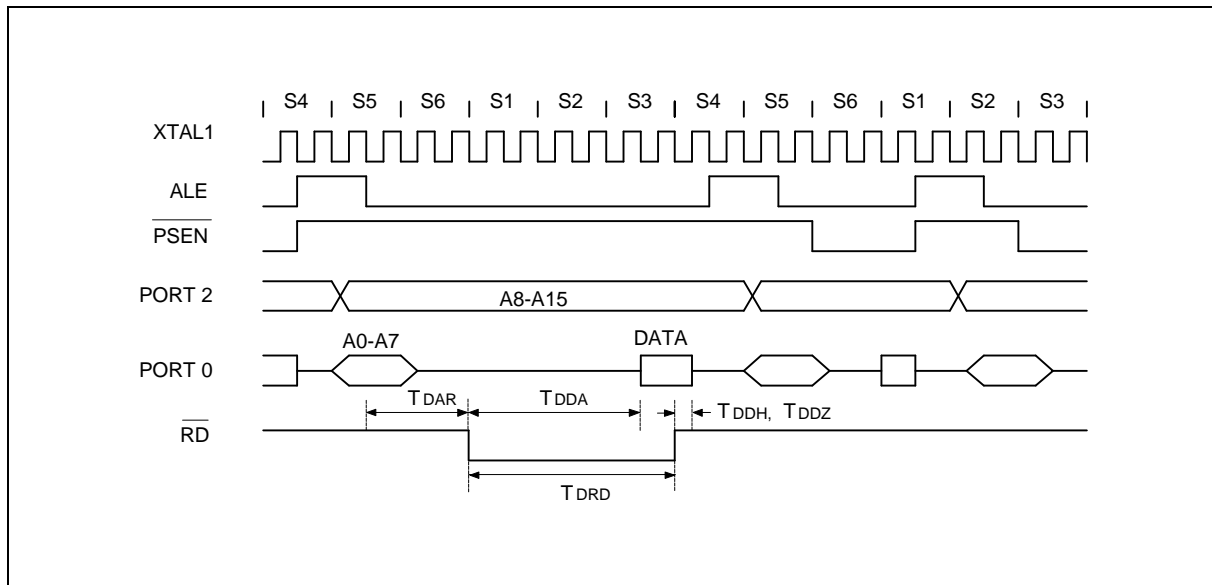 S4 S5 S6 S1 S2 S3 S4 S5 S6 S1 S2 S3
XTAL1
ALE
PSEN
PORT 2
A8-A15
A0-A7
DATA
PORT 0
TDAR
TDDA
TDDH, TDDZ
RD
TDRD